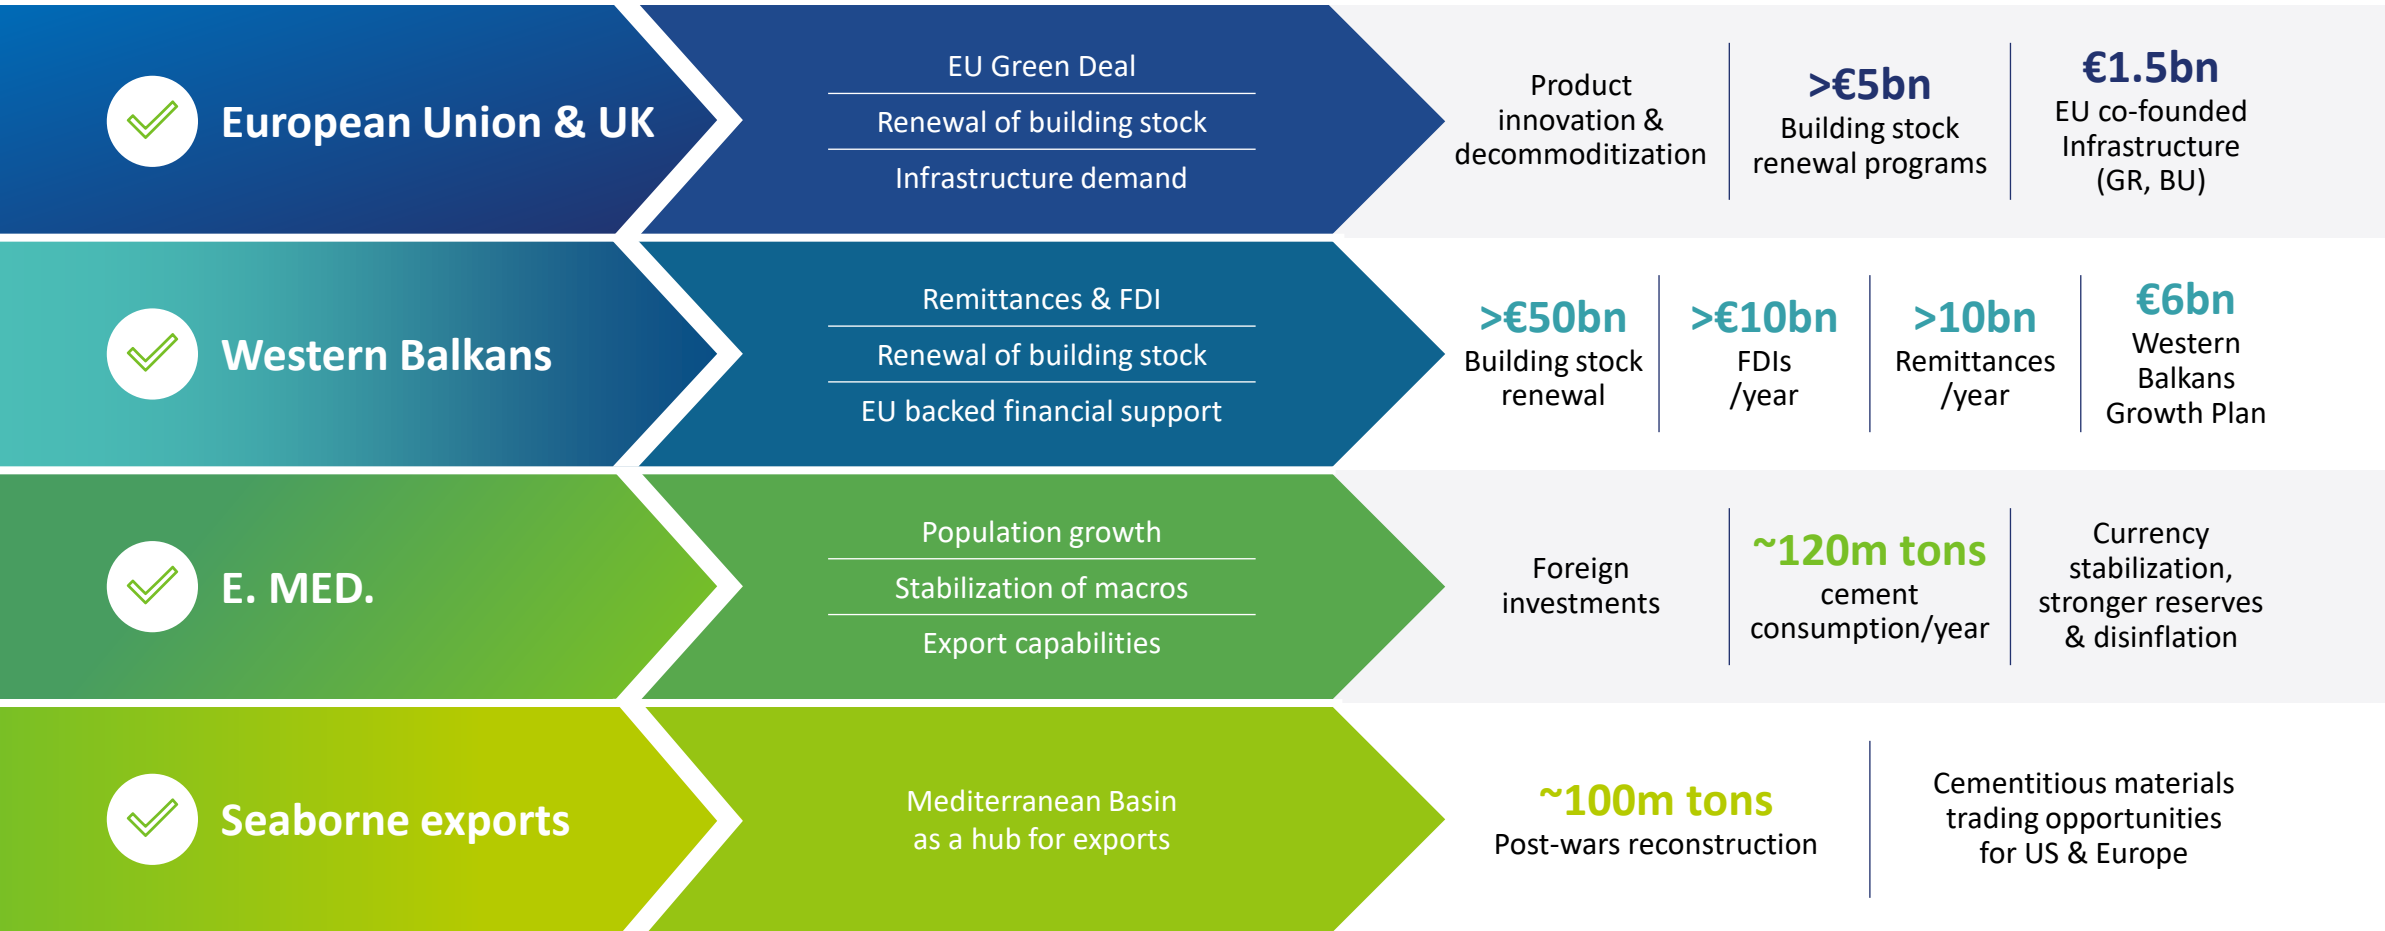 European Union & UK
EU Green Deal
Renewal of building stock
Infrastructure demand
Product
innovation &
decommoditization
>€5bn
Building stock
renewal programs
€1.5bn
EU co-founded
Infrastructure
(GR, BU)
Western Balkans
Remittances & FDI
Renewal of building stock
EU backed financial support
>€50bn
Building stock
renewal
>€10bn
FDIs
/year
>10bn
Remittances
/year
€6bn
Western
Balkans
Growth Plan
E. MED.
Population growth
Stabilization of macros
Export capabilities
Foreign
investments
~120m tons
cement
consumption/year
Currency
stabilization,
stronger reserves
& disinflation
Seaborne exports
Mediterranean Basin
as a hub for exports
~100m tons
Post-wars reconstruction
Cementitious materials
trading opportunities
for US & Europe